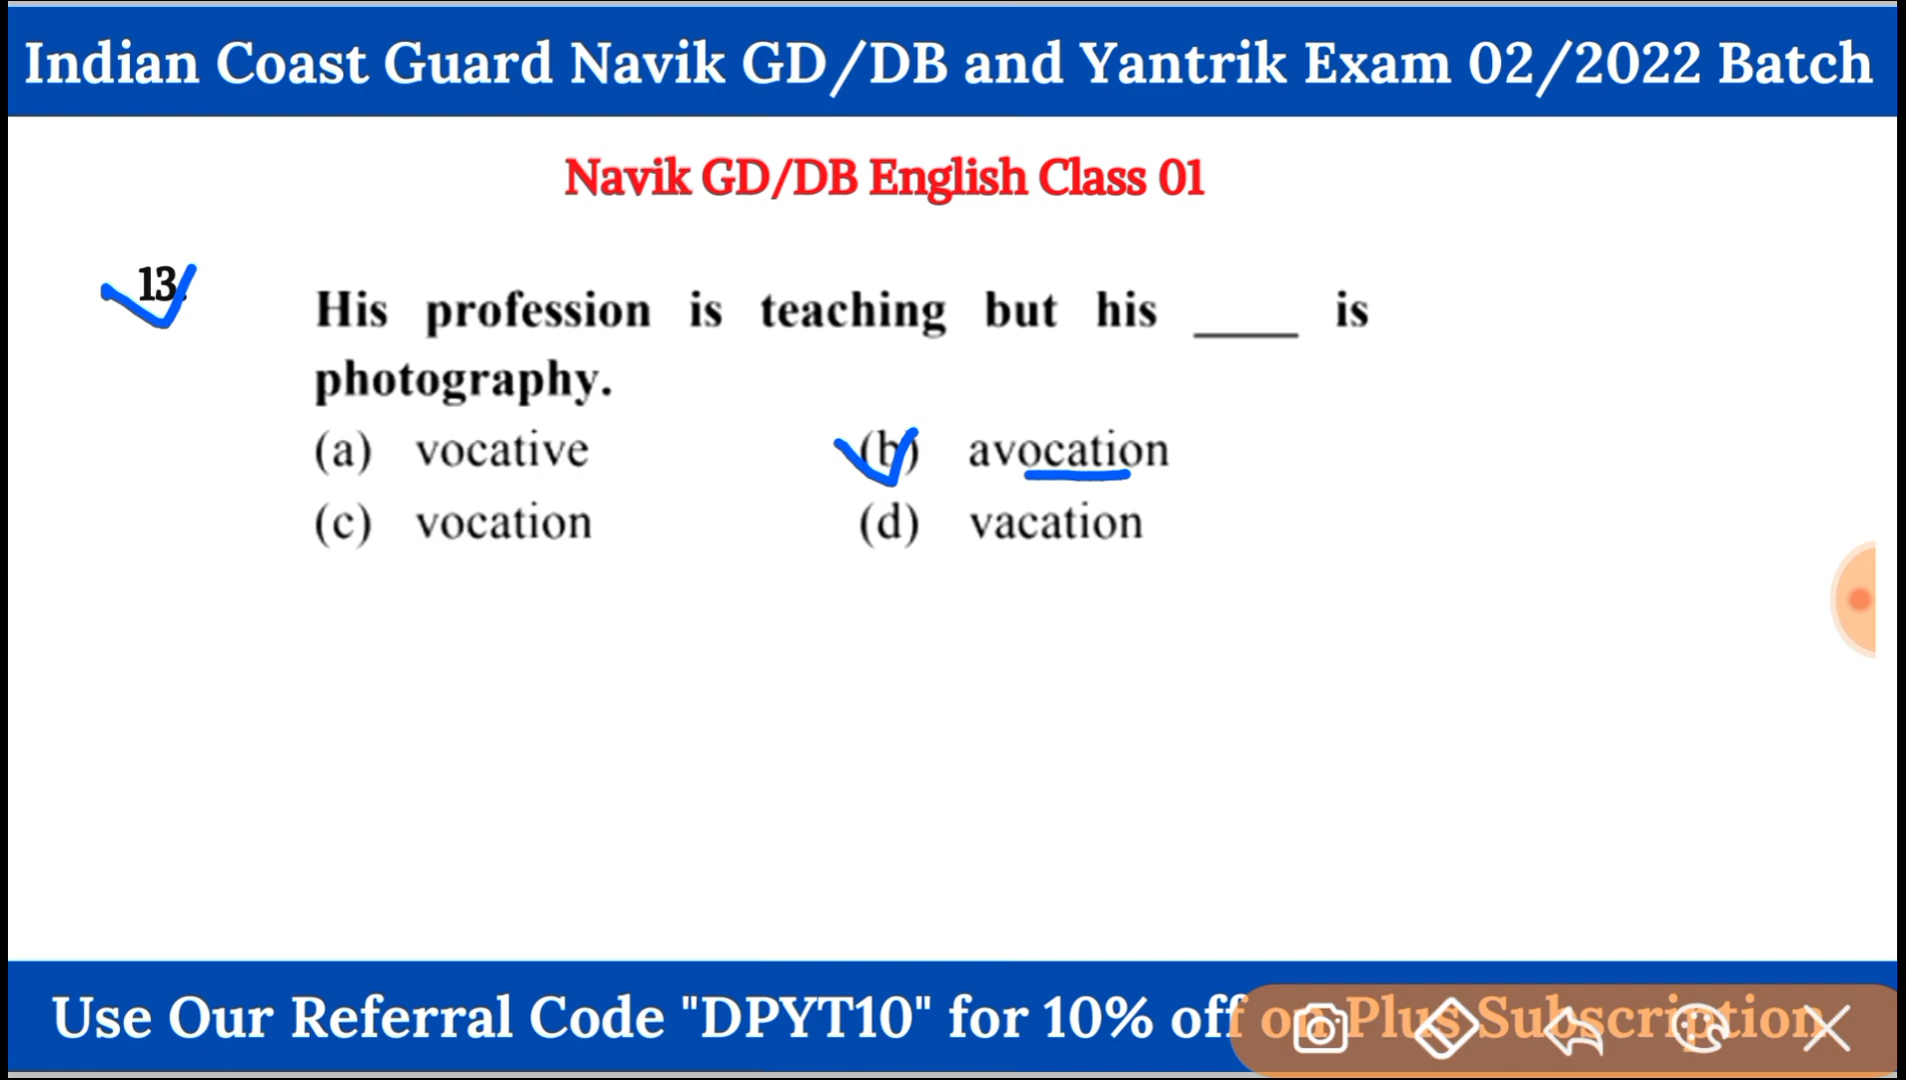 Indian Coast Guard Navik GD/DB and Yantrik Exam 02/2022 Batch
Navik GD/DB English Class 01
13.
His profession is teaching but his ____ is
photography.
(a) vocative (b) avocation
(c) vocation (d) vacation
Use Our Referral Code "DPYT10" for 10% off on Plus Subscription